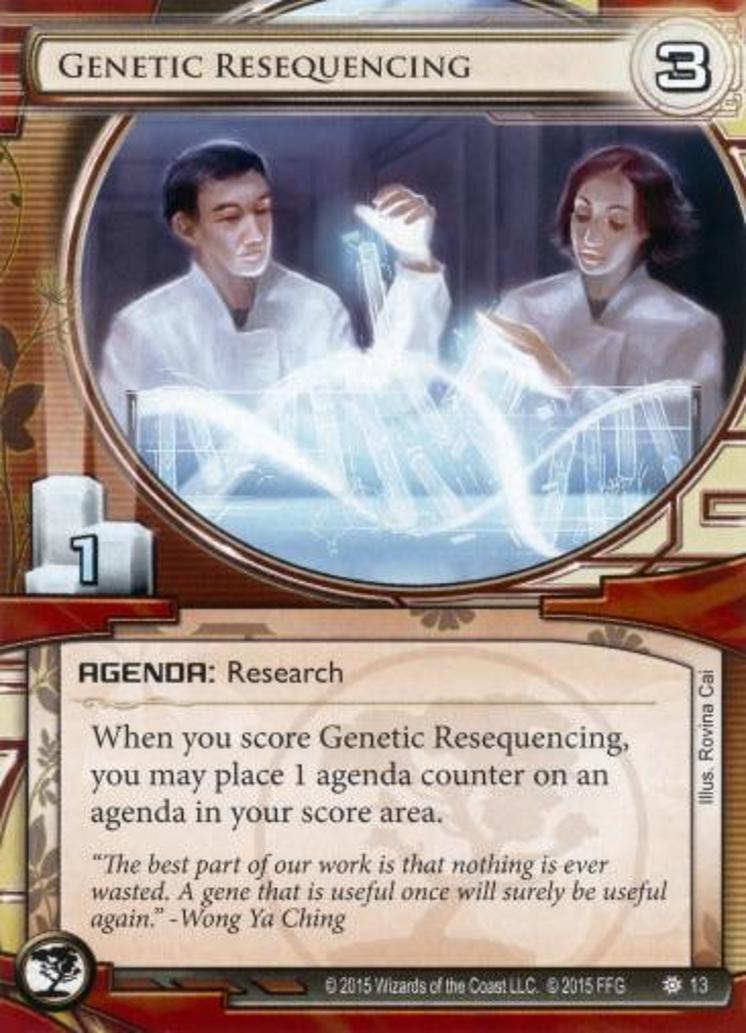 Genetic Resequencing
3
1
AGENDA: Research
When you score Genetic Resequencing,
you may place 1 agenda counter on an
agenda in your score area.
“The best part of our work is that nothing is ever
wasted. A gene that is useful once will surely be useful
again.” -Wong Ya Ching
Illus. Rovina Cai
© 2015 Wizards of the Coast LLC. © 2015 FFG
13